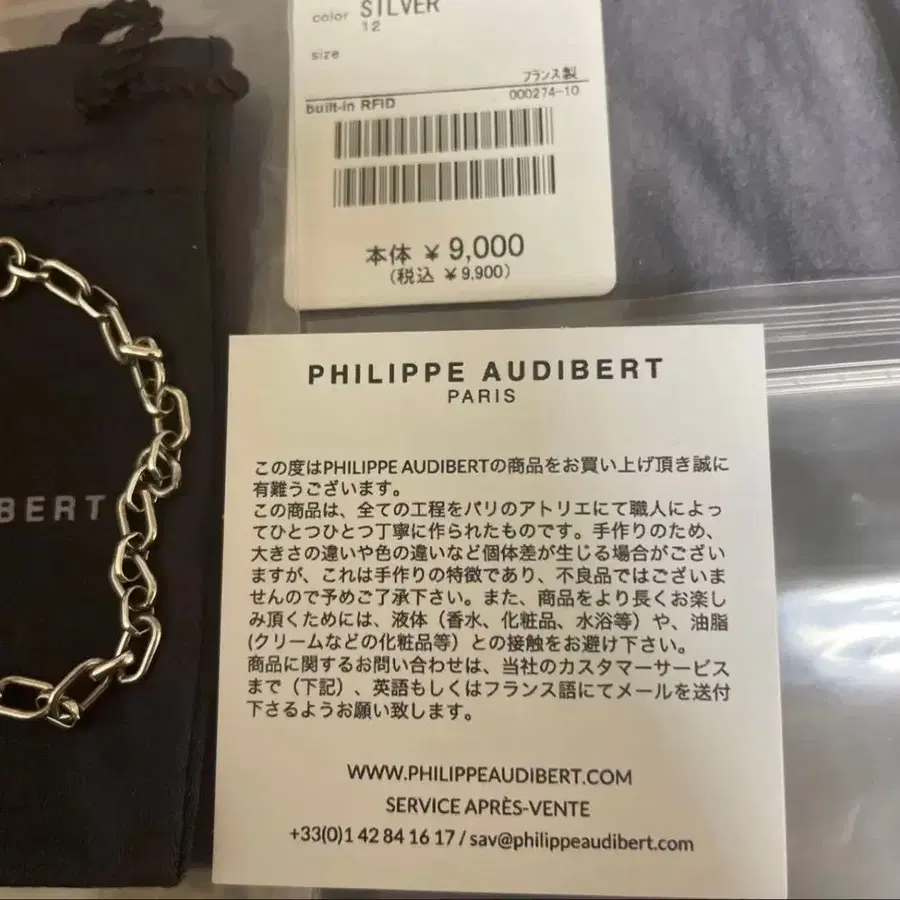 color SILVER
12
size
フランス製
built-in RFID 000274-10
本体 ¥ 9,000
(税込 ¥9,900)
BERT
PHILIPPE AUDIBERT
PARIS
この度はPHILIPPE AUDIBERTの商品をお買い上げ頂き誠に
有難うございます。
この商品は、全ての工程をパリのアトリエにて職人によっ
てひとつひとつ丁寧に作られたものです。手作りのため、
大きさの違いや色の違いなど個体差が生じる場合がござい
ますが、これは手作りの特徴であり、不良品ではございま
せんので予めご了承下さい。また、商品をより長くお楽し
み頂くためには、液体（香水、化粧品、水浴等）や、油脂
(クリームなどの化粧品等）との接触をお避け下さい。
商品に関するお問い合わせは、当社のカスタマーサービス
まで（下記）、英語もしくはフランス語にてメールを送付
下さるようお願い致します。
WWW.PHILIPPEAUDIBERT.COM
SERVICE APRÈS-VENTE
+33(0)1 42 84 16 17 / sav@philippeaudibert.com